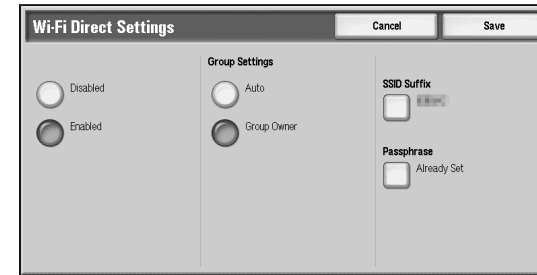 Wi-Fi Direct Settings
Cancel
Save
Disabled
Enabled
Group Settings
Auto
Group Owner
SSID Suffix
Passphrase
Already Set